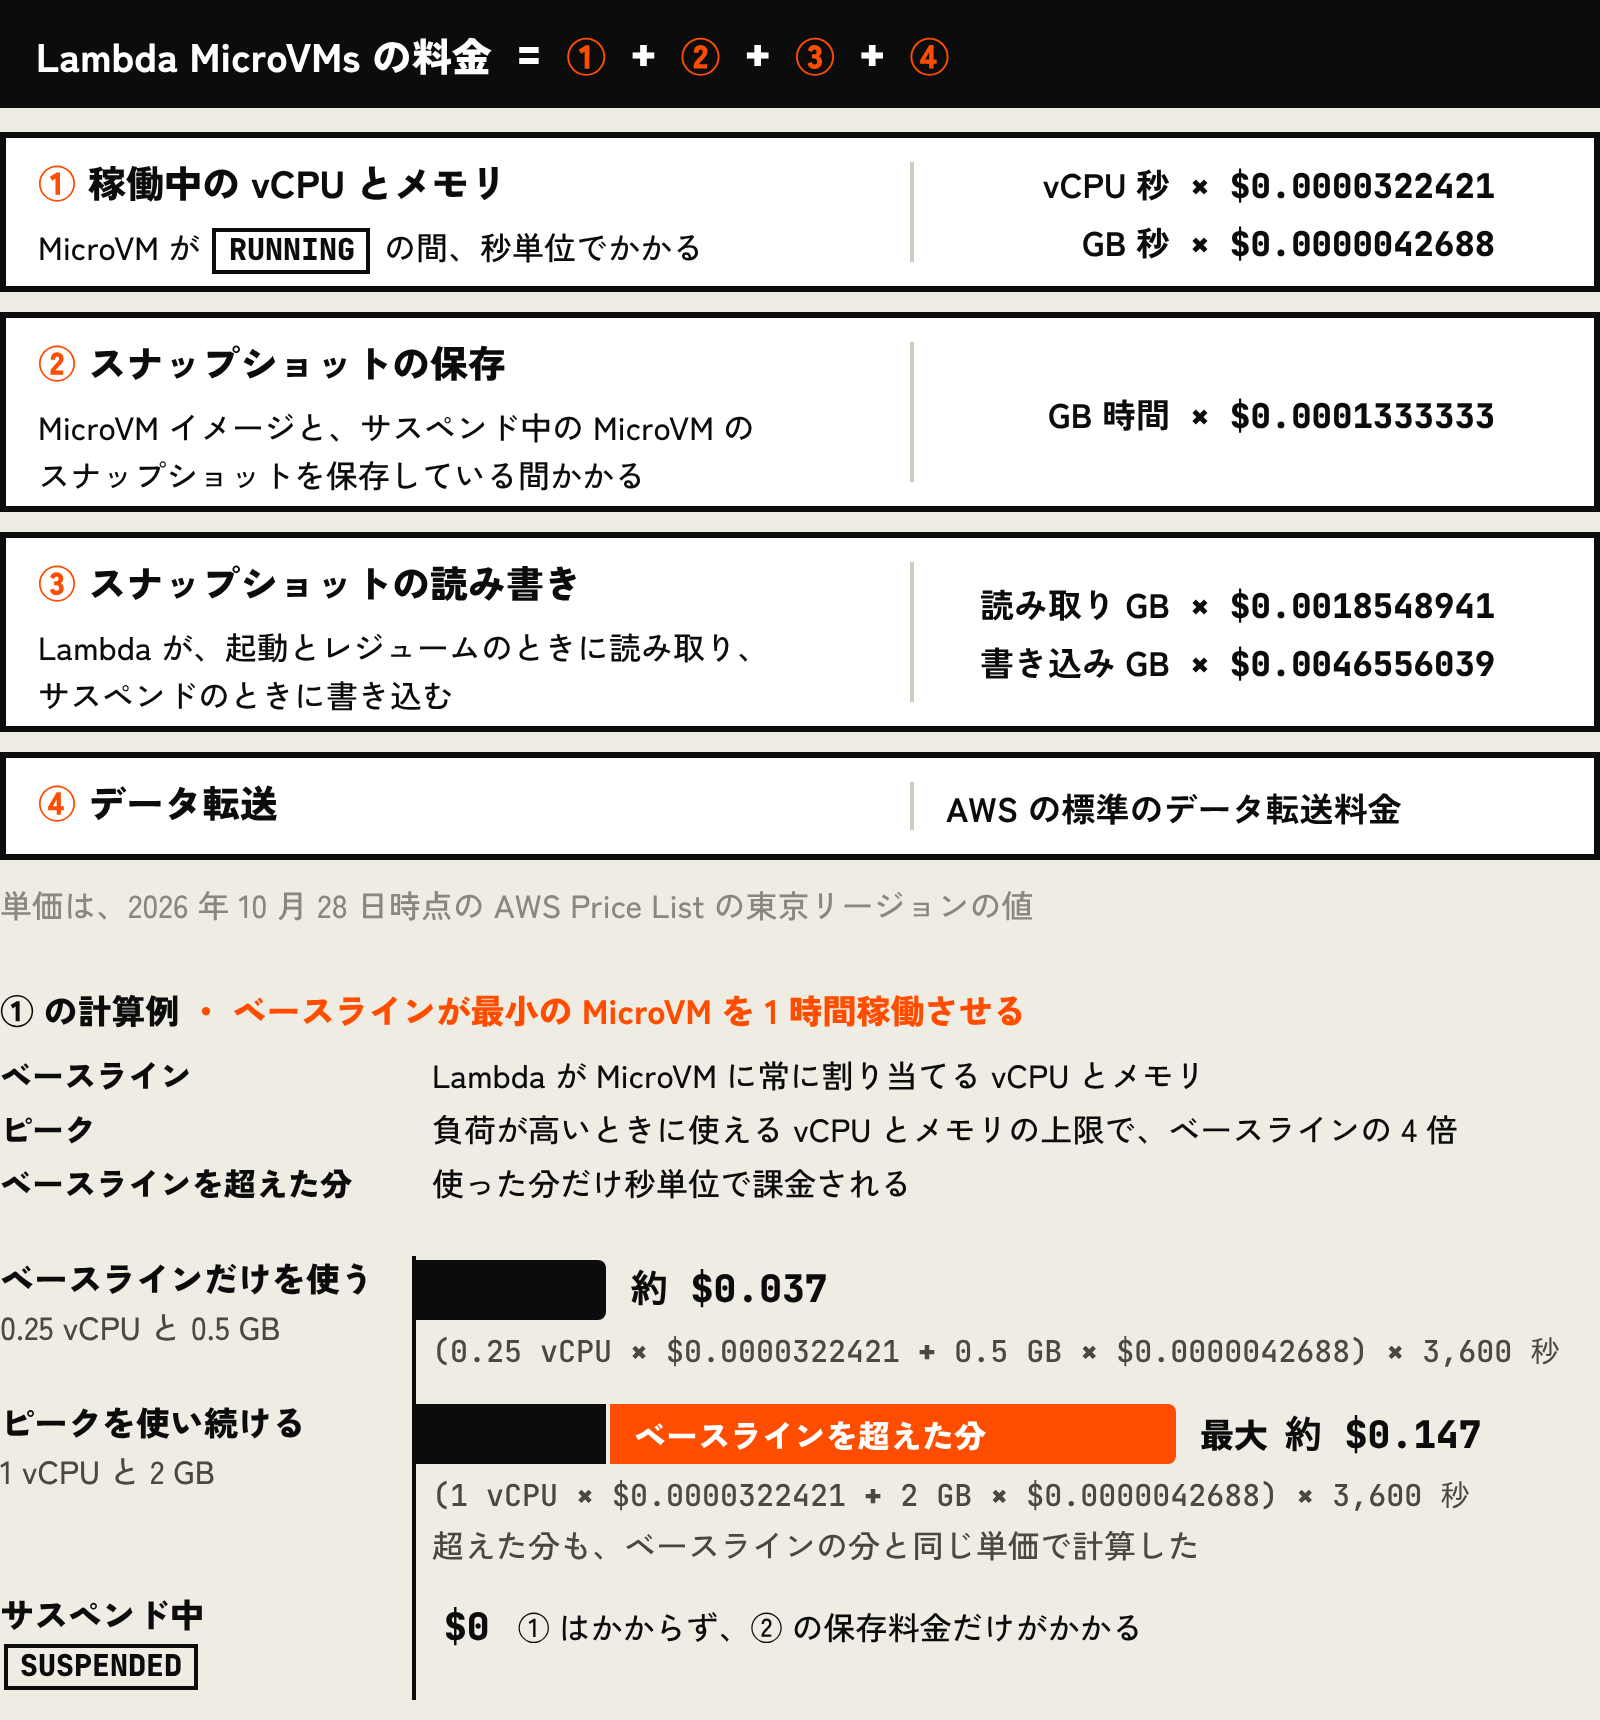 Lambda MicroVMs の料金 = ① + ② + ③ + ④
① 稼働中の vCPU とメモリ
MicroVM が RUNNING の間、秒単位でかかる
vCPU 秒 × $0.0000322421
GB 秒 × $0.0000042688
② スナップショットの保存
MicroVM イメージと、サスペンド中の MicroVM の
スナップショットを保存している間かかる
GB 時間 × $0.0001333333
③ スナップショットの読み書き
Lambda が、起動とレジュームのときに読み取り、
サスペンドのときに書き込む
読み取り GB × $0.0018548941
書き込み GB × $0.0046556039
④ データ転送
AWS の標準のデータ転送料金
単価は、2026 年 10 月 28 日時点の AWS Price List の東京リージョンの値
① の計算例 ・ ベースラインが最小の MicroVM を 1 時間稼働させる
ベースライン Lambda が MicroVM に常に割り当てる vCPU とメモリ
ピーク 負荷が高いときに使える vCPU とメモリの上限で、ベースラインの 4 倍
ベースラインを超えた分 使った分だけ秒単位で課金される
ベースラインだけを使う
0.25 vCPU と 0.5 GB
約 $0.037
(0.25 vCPU × $0.0000322421 + 0.5 GB × $0.0000042688) × 3,600 秒
ピークを使い続ける
1 vCPU と 2 GB
ベースラインを超えた分 最大 約 $0.147
(1 vCPU × $0.0000322421 + 2 GB × $0.0000042688) × 3,600 秒
超えた分も、ベースラインの分と同じ単価で計算した
サスペンド中
SUSPENDED
$0 ① はかからず、② の保存料金だけがかかる